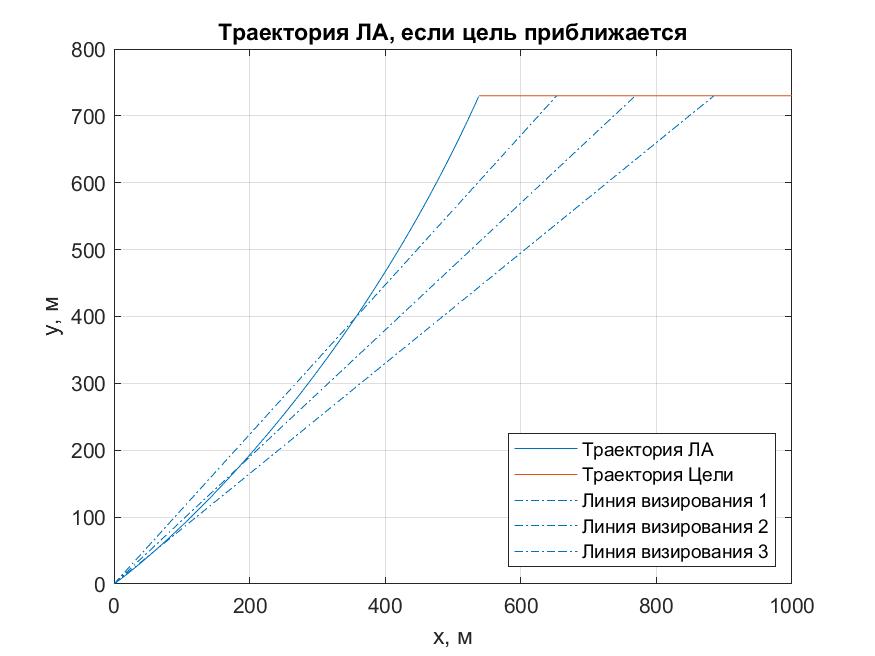 Траектория ЛА, если цель приближается
800
700
600
500
400
300
200
100
0
y, м
0 200 400 600 800 1000
x, м
Траектория ЛА
Траектория Цели
Линия визирования 1
Линия визирования 2
Линия визирования 3